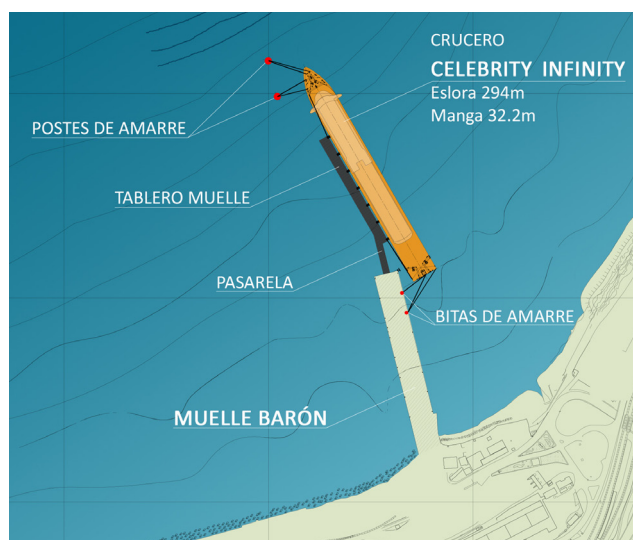 CRUCERO
CELEBRITY INFINITY
Eslora 294m
Manga 32.2m
POSTES DE AMARRE
TABLERO MUELLE
PASARELA
BITAS DE AMARRE
MUELLE BARÓN